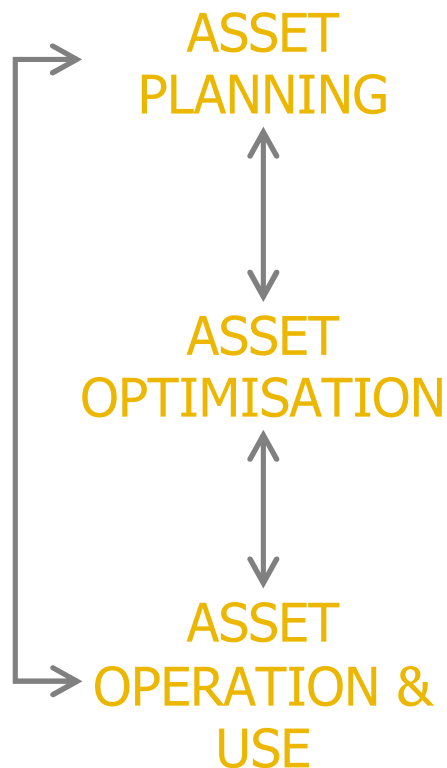 ASSET
PLANNING
ASSET
OPTIMISATION
ASSET
OPERATION &
USE